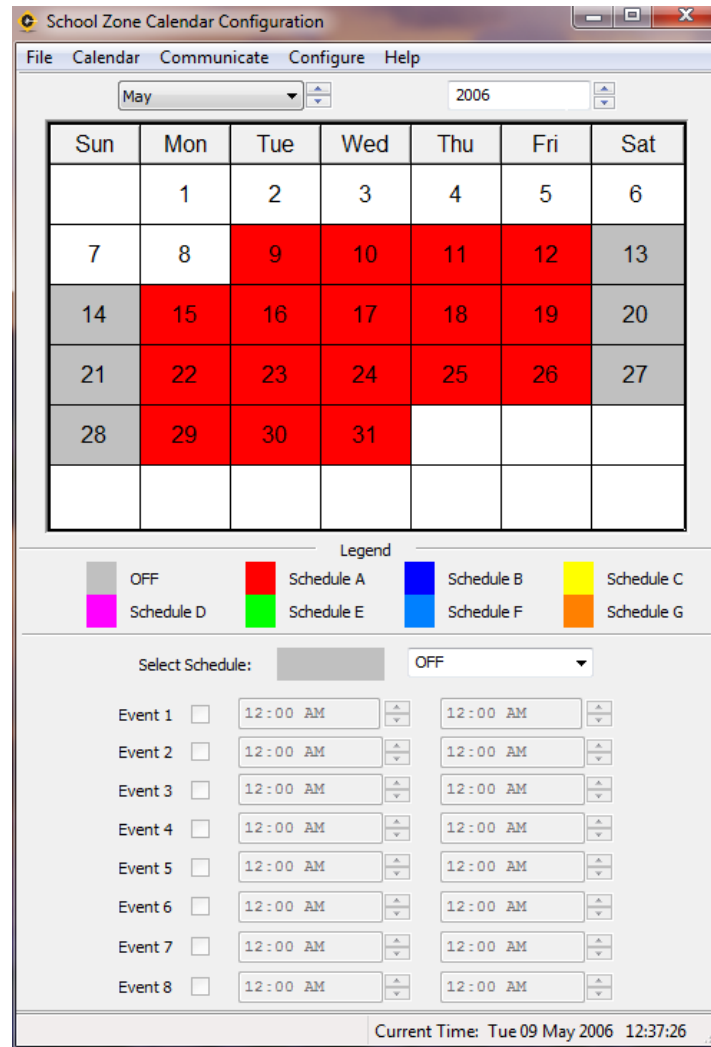 School Zone Calendar Configuration
File Calendar Communicate Configure Help
May 2006
Sun Mon Tue Wed Thu Fri Sat
1 2 3 4 5 6
7 8 9 10 11 12 13
14 15 16 17 18 19 20
21 22 23 24 25 26 27
28 29 30 31
Legend
OFF Schedule A Schedule B Schedule C
Schedule D Schedule E Schedule F Schedule G
Select Schedule: OFF
Event 1 12:00 AM 12:00 AM
Event 2 12:00 AM 12:00 AM
Event 3 12:00 AM 12:00 AM
Event 4 12:00 AM 12:00 AM
Event 5 12:00 AM 12:00 AM
Event 6 12:00 AM 12:00 AM
Event 7 12:00 AM 12:00 AM
Event 8 12:00 AM 12:00 AM
Current Time: Tue 09 May 2006 12:37:26